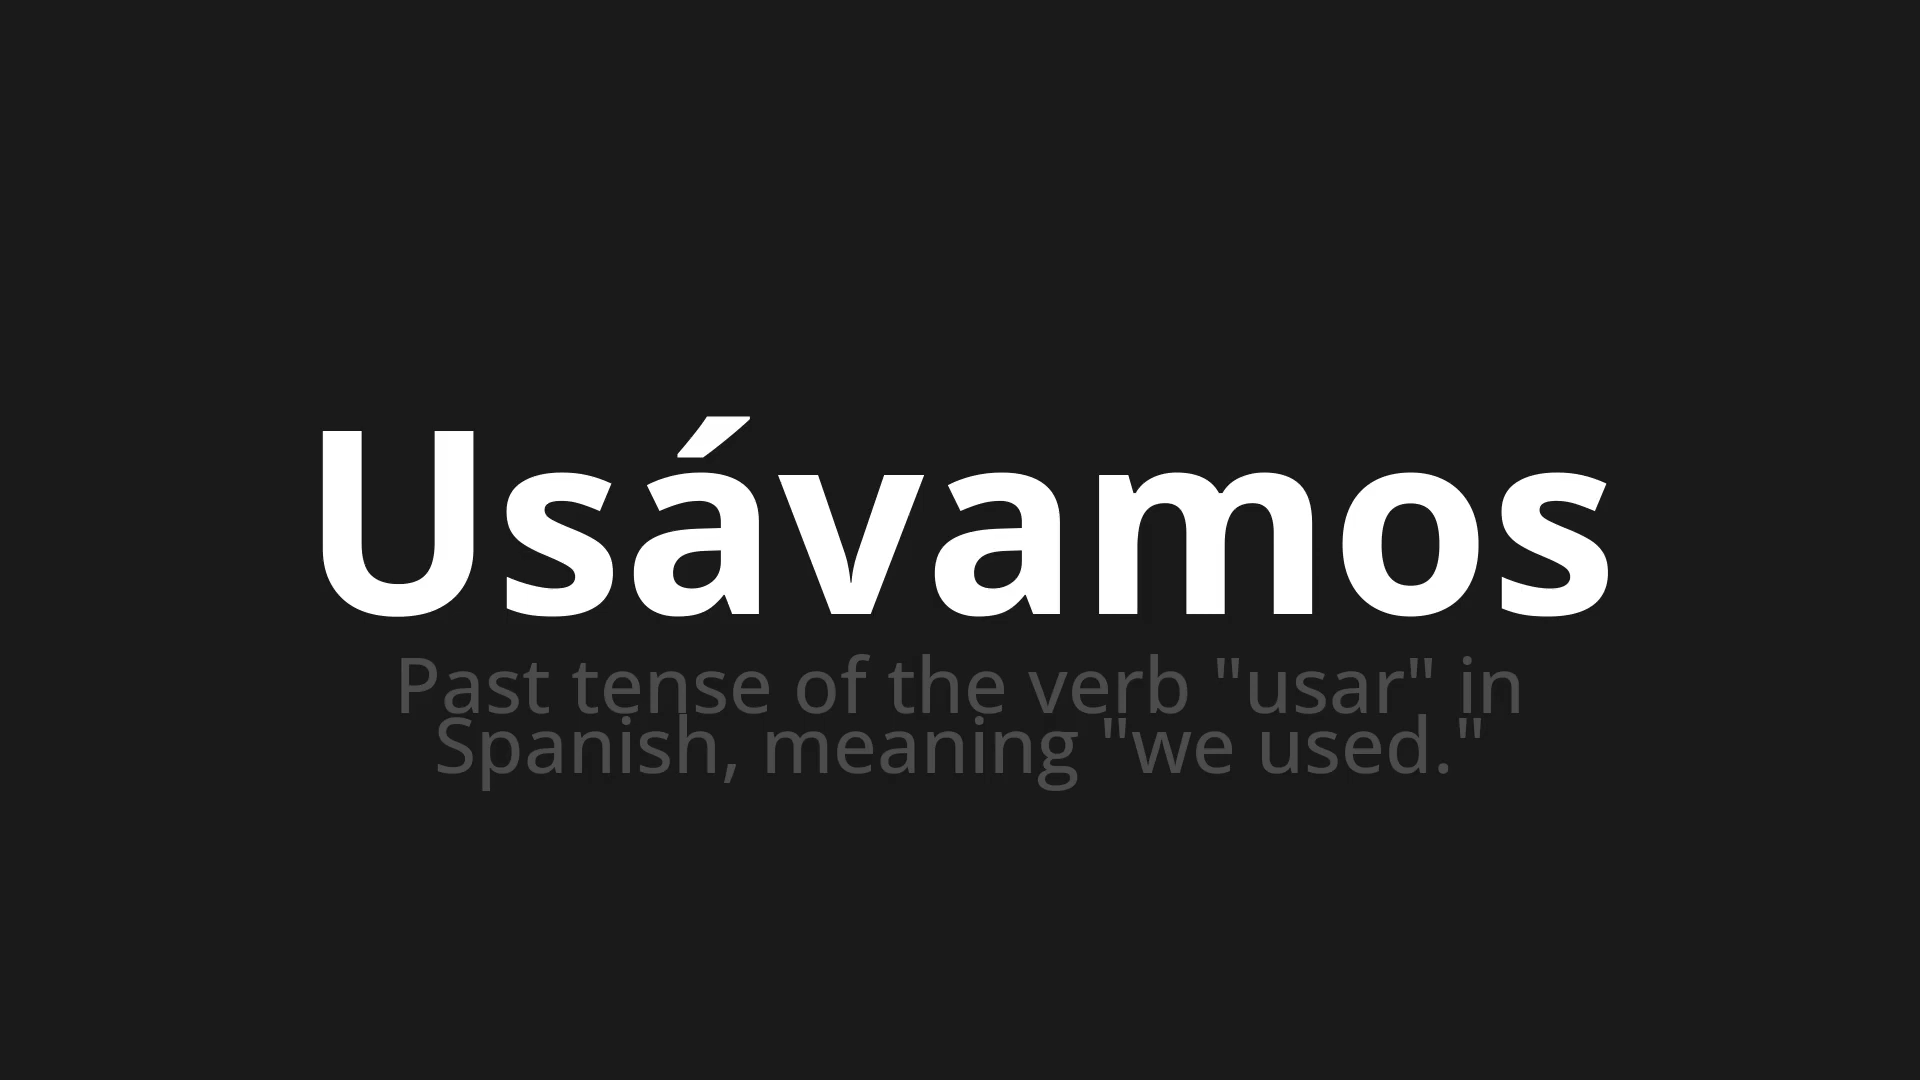 Usávamos
Past tense of the verb "usar" in
Spanish, meaning "we used."